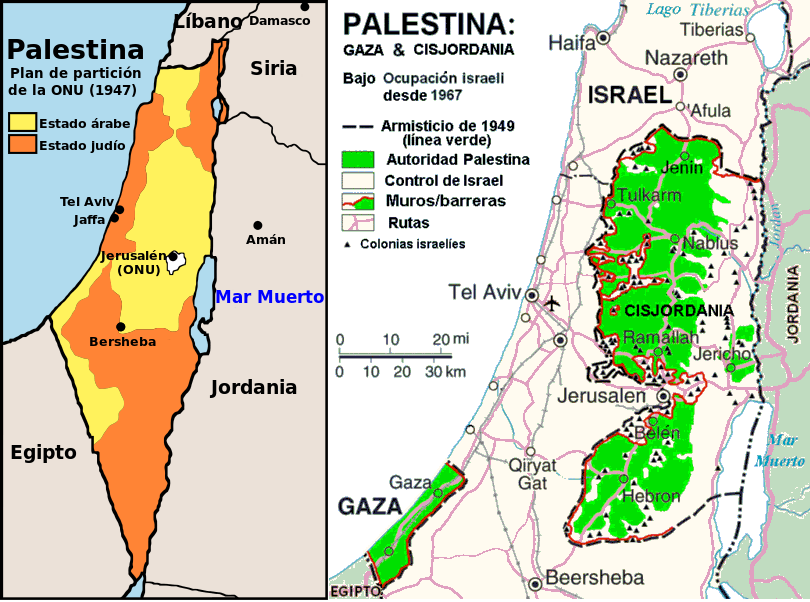 Palestina
Plan de partición
de la ONU (1947)
Estado árabe
Estado judío
Líbano
Damasco
Siria
Tel Aviv
Jaffa
Amán
Jerusalén
(ONU)
Mar Muerto
Bersheba
Jordania
Egipto
PALESTINA:
GAZA & CISJORDANIA
Bajo Ocupación israeli
desde 1967
Armisticio de 1949
(línea verde)
Autoridad Palestina
Control de Israel
Muros/barreras
Rutas
Colonias israelíes
0 10 20 mi
0 10 20 30 km
Lago Tiberias
Tiberias
Haifa
Nazareth
ISRAEL
'Afula
Jenin
Tulkarm
Nablus
Jordan
Tel Aviv
CISJORDANIA
JORDANIA
Ramallah
Jericho
Jerusalen
Belén
Mar
Muerto
Qiryat
Gat
Gaza
Hebron
GAZA
Beersheba
EGIPTO